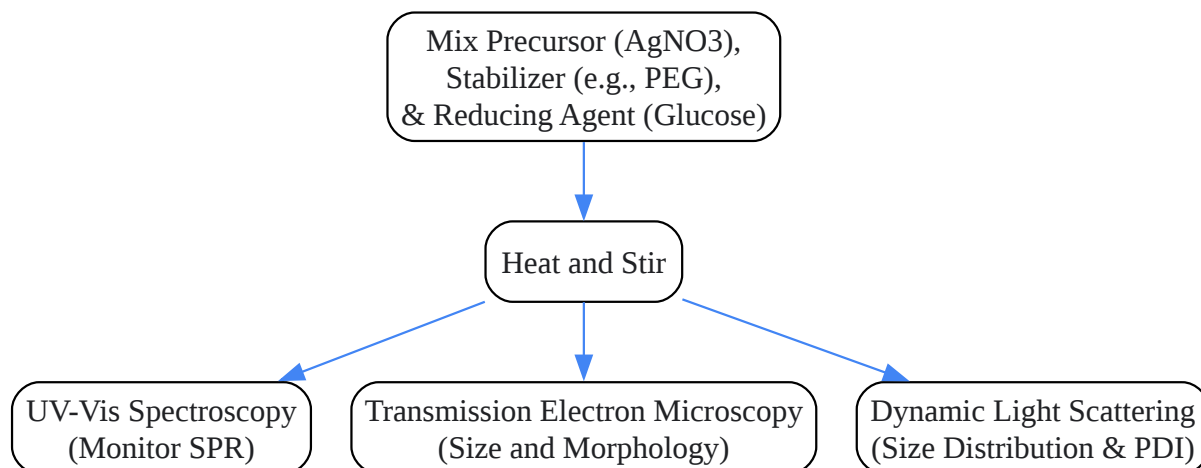 Mix Precursor (AgNO3),
Stabilizer (e.g., PEG),
& Reducing Agent (Glucose)
Heat and Stir
UV-Vis Spectroscopy
(Monitor SPR)
Transmission Electron Microscopy
(Size and Morphology)
Dynamic Light Scattering
(Size Distribution & PDI)